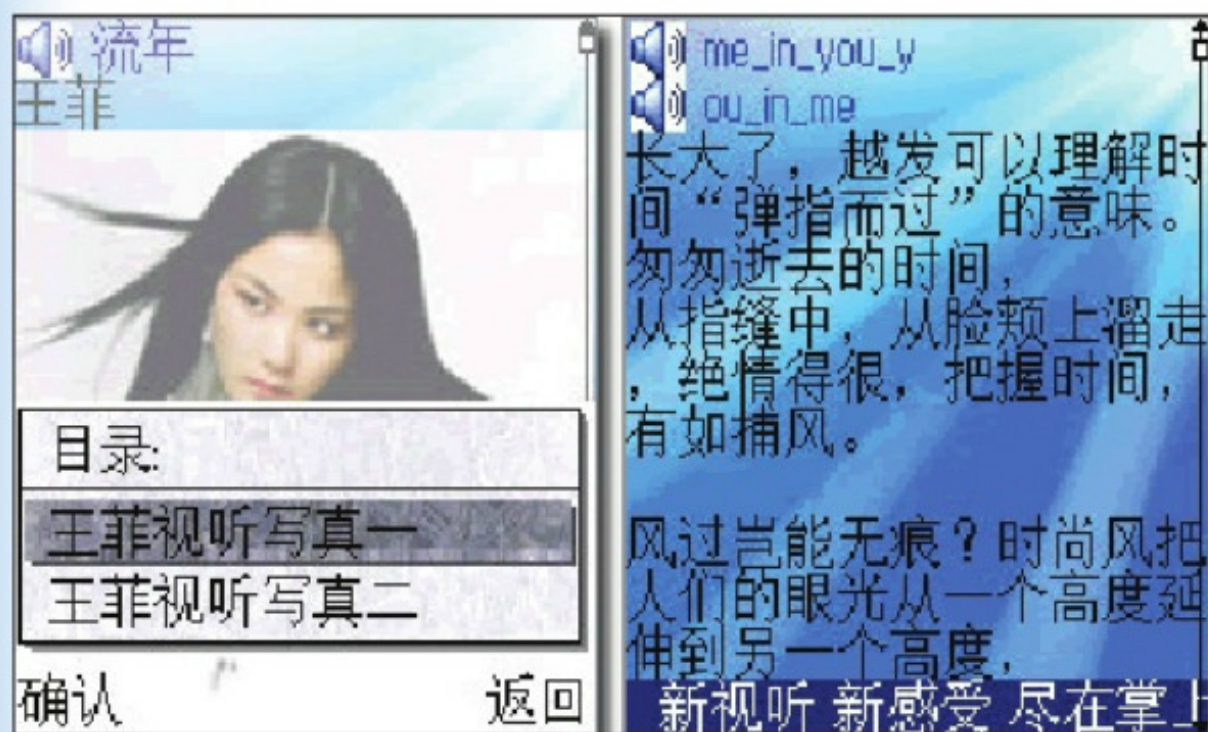 流年
王菲
目录:
王菲视听写真一
王菲视听写真二
确认
返回
me_in_you_y
ou_in_me
长大了，越发可以理解时
间“弹指而过”的意味。
匆匆逝去的时间，
从指缝中，从脸颊上溜走
，绝情得很，把握时间，
有如捕风。
风过岂能无痕？时尚风把
人们的眼光从一个高度延
伸到另一个高度，
新视听 新感受 尽在掌上